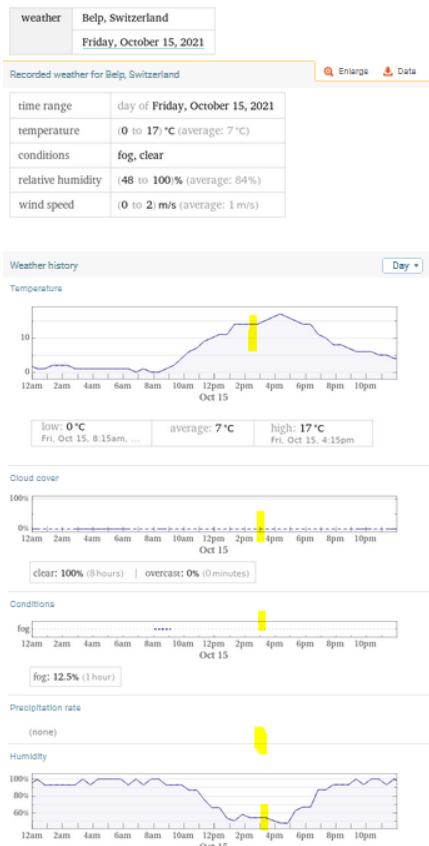 weather Belp, Switzerland
Friday, October 15, 2021
Recorded weather for Belp, Switzerland Enlarge Data
time range day of Friday, October 15, 2021
temperature (0 to 17) °C (average: 7 °C)
conditions fog, clear
relative humidity (48 to 100)% (average: 84%)
wind speed (0 to 2) m/s (average: 1 m/s)
Weather history Day
Temperature
10
0
12am 2am 4am 6am 8am 10am 12pm 2pm 4pm 6pm 8pm 10pm
Oct 15
low: 0 °C average: 7 °C high: 17 °C
Fri, Oct 15, 8:15am, ... Fri, Oct 15, 4:15pm
Cloud cover
100%
0%
12am 2am 4am 6am 8am 10am 12pm 2pm 4pm 6pm 8pm 10pm
Oct 15
clear: 100% (8 hours) | overcast: 0% (0 minutes)
Conditions
fog
12am 2am 4am 6am 8am 10am 12pm 2pm 4pm 6pm 8pm 10pm
Oct 15
fog: 12.5% (1 hour)
Precipitation rate
(none)
Humidity
100%
80%
60%
12am 2am 4am 6am 8am 10am 12pm 2pm 4pm 6pm 8pm 10pm
Oct 15